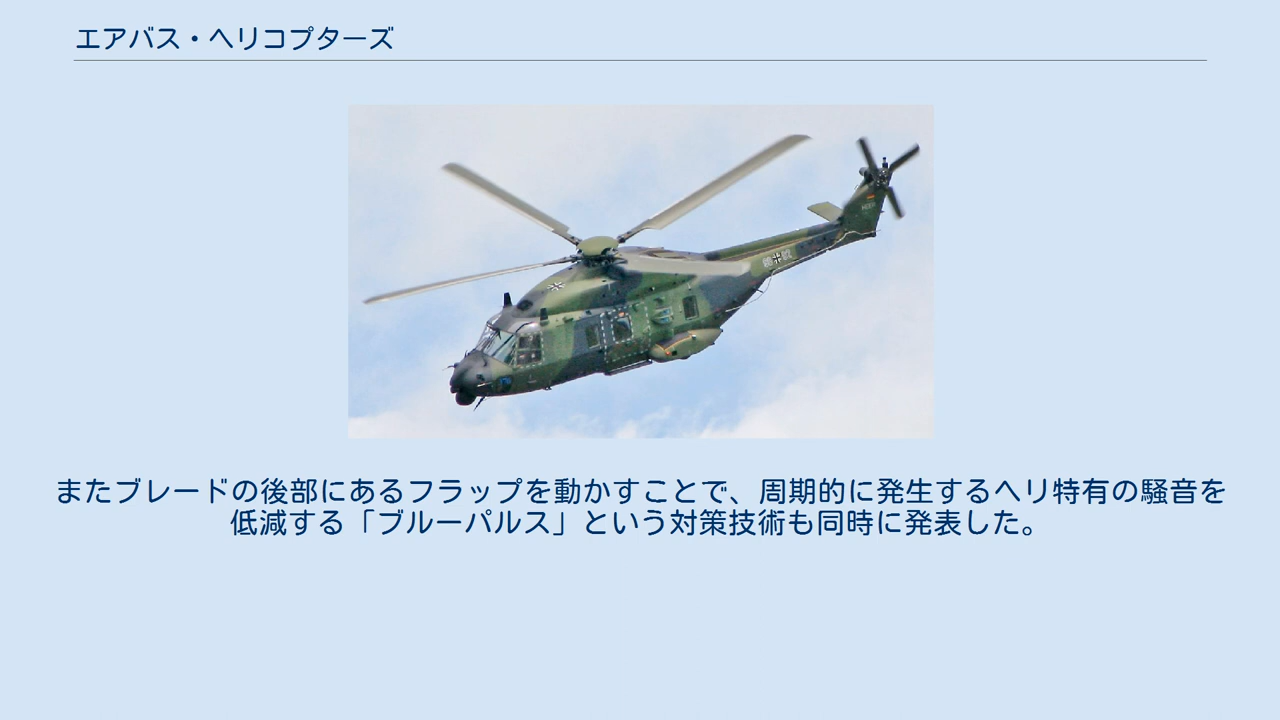 エアバス・ヘリコプターズ
またブレードの後部にあるフラップを動かすことで、周期的に発生するヘリ特有の騒音を
低減する「ブルーパルス」という対策技術も同時に発表した。